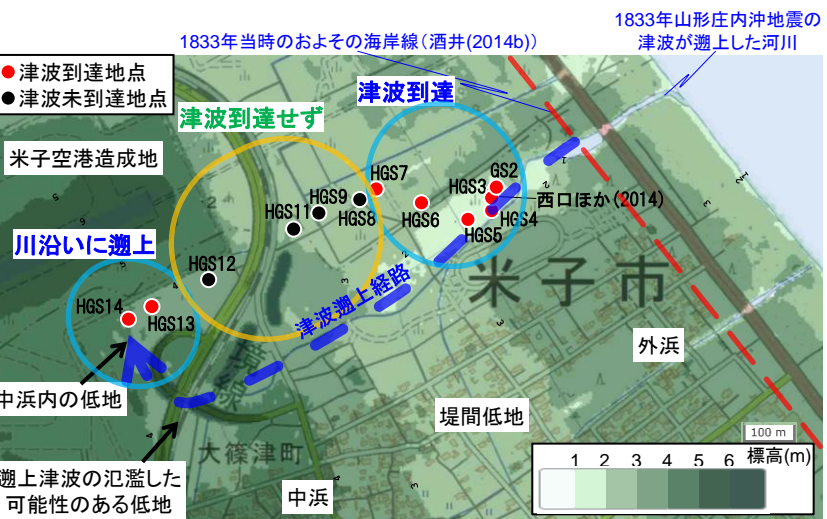 1833年当時のおよその海岸線(酒井(2014b))
1833年山形庄内沖地震の
津波が遡上した河川
津波到達地点
津波未到達地点
津波到達せず
津波到達
米子空港造成地
HGS7
GS2
HGS9
HGS3
HGS11
HGS8
HGS6
西口ほか(2014)
HGS4
HGS5
川沿いに遡上
HGS12
米子市
HGS14
HGS13
津波遡上経路
外浜
境線
中浜内の低地
堤間低地
100 m
大篠津町
1 2 3 4 5 6 標高(m)
遡上津波の氾濫した
可能性のある低地
中浜